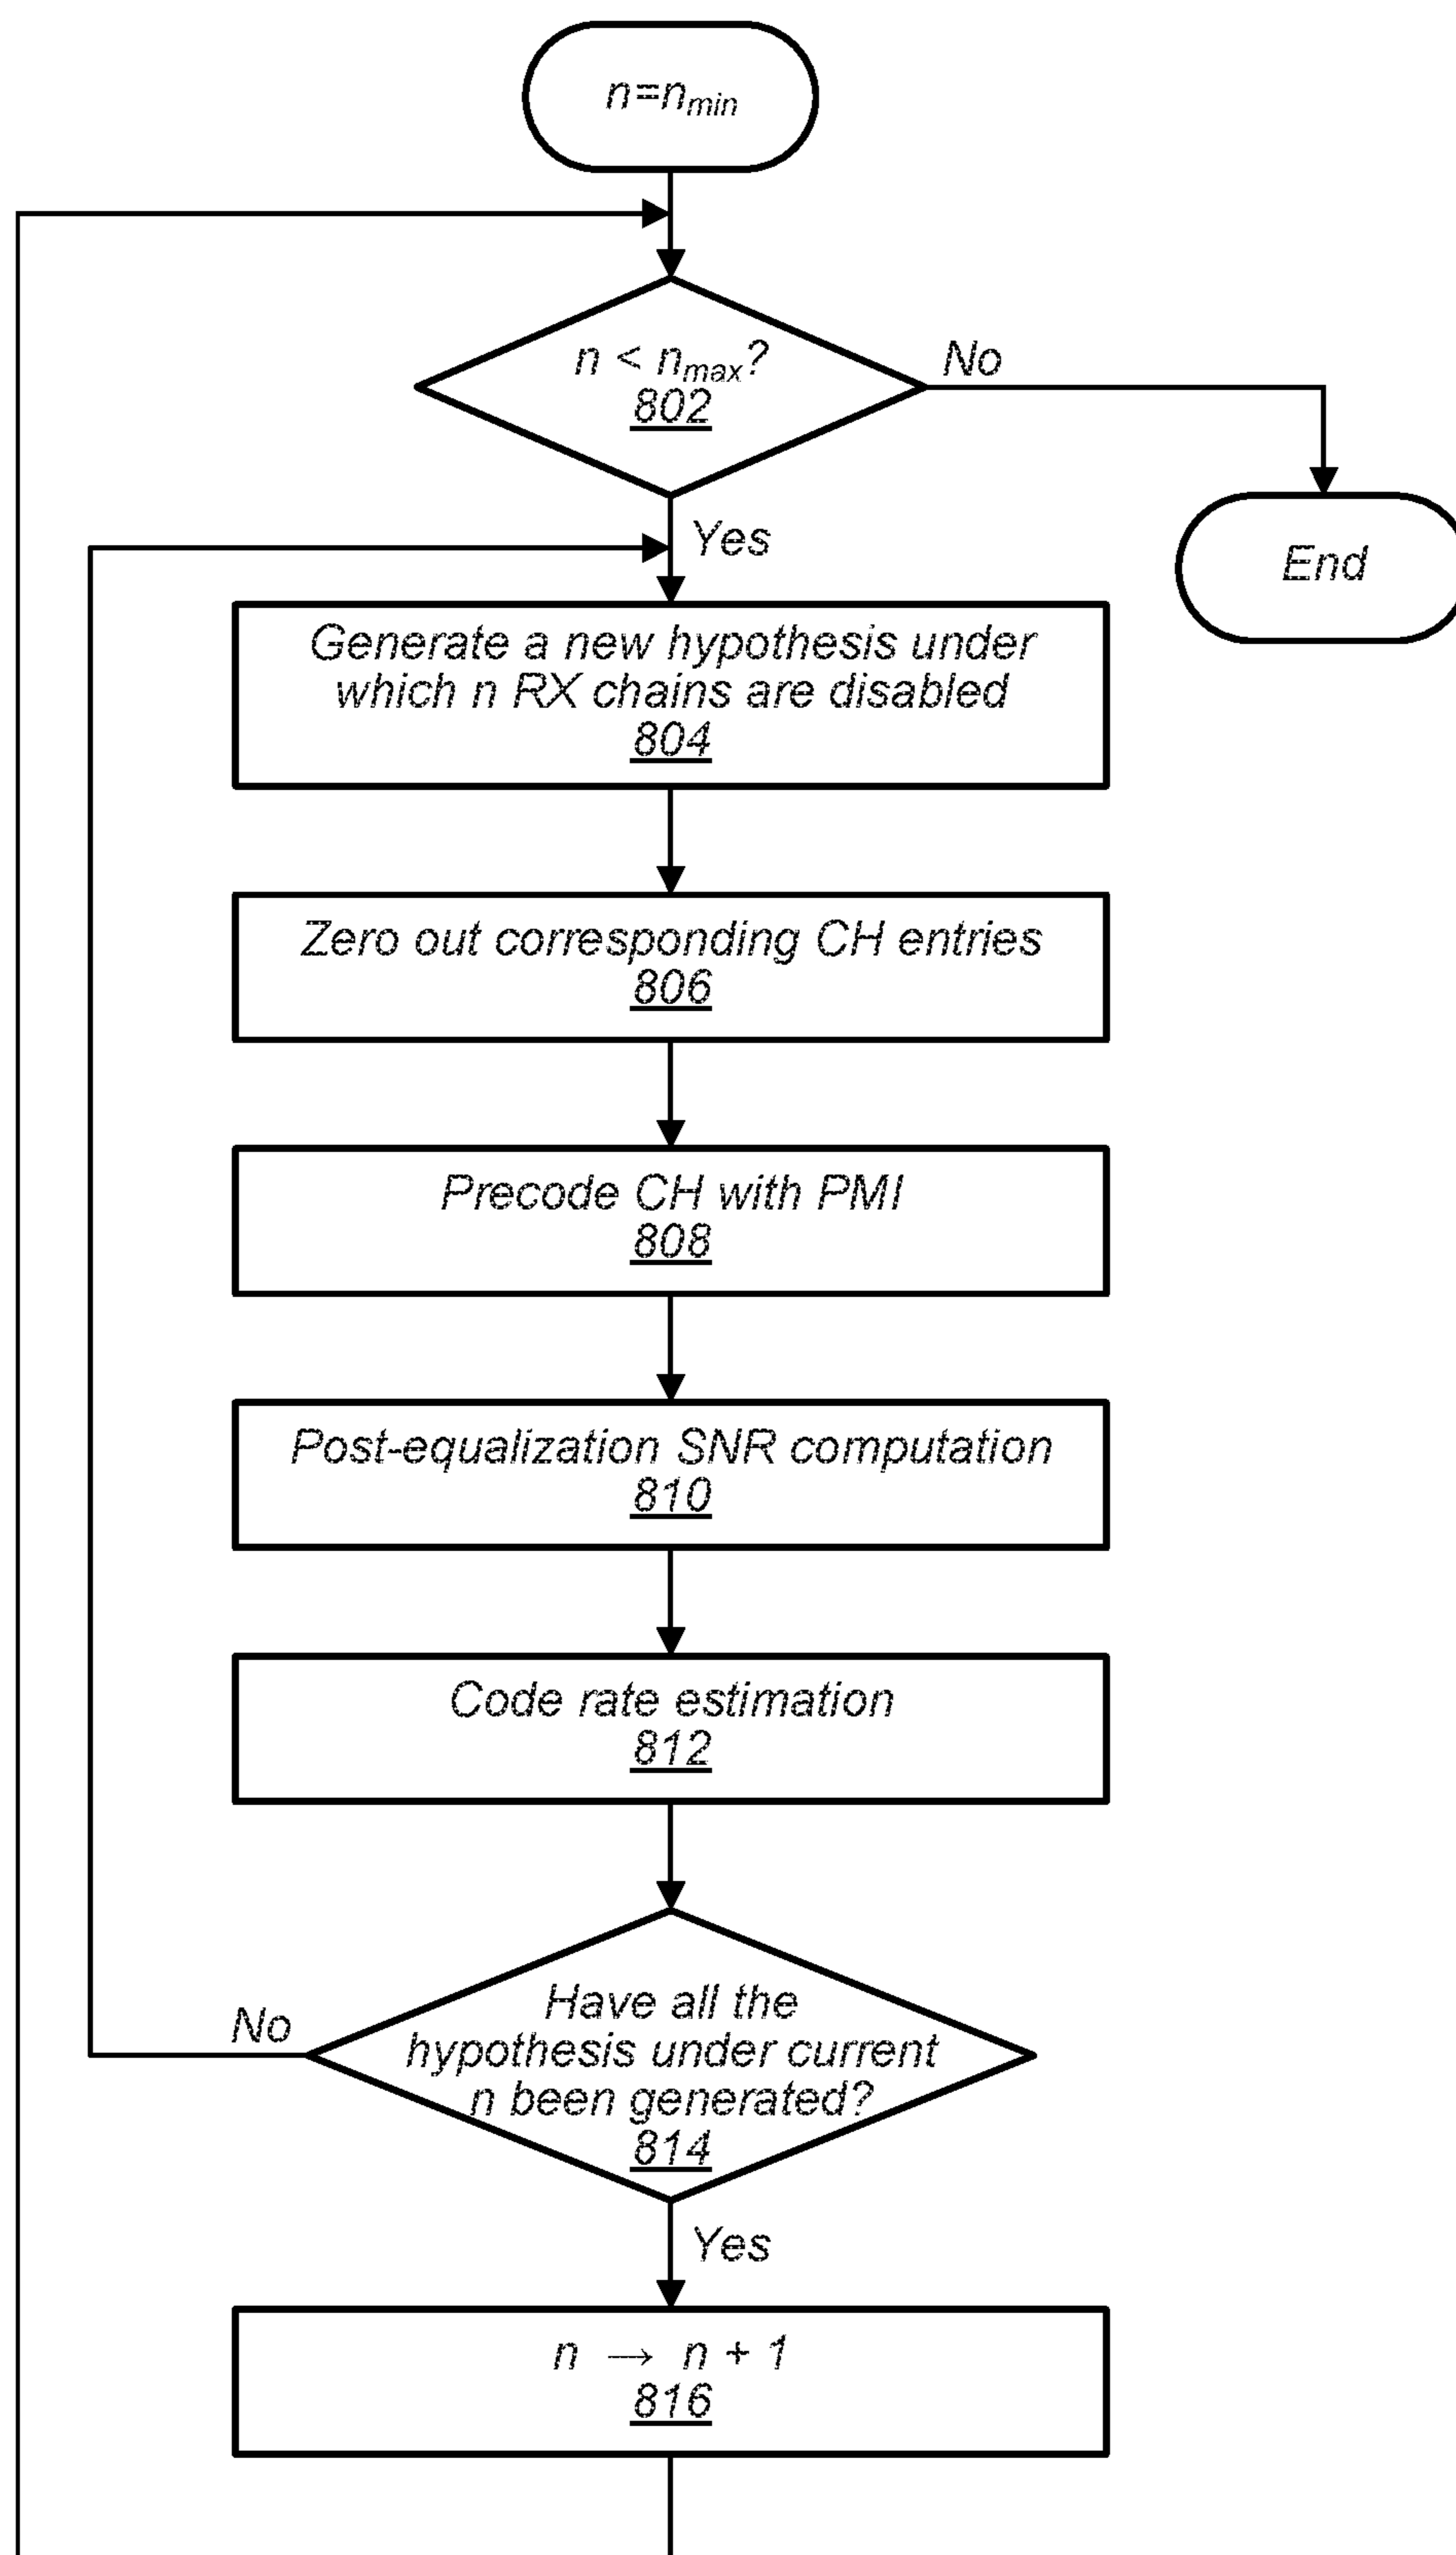 n=nmin
n < nmax?
802
No
Yes
End
Generate a new hypothesis under
which n RX chains are disabled
804
Zero out corresponding CH entries
806
Precode CH with PMI
808
Post-equalization SNR computation
810
Code rate estimation
812
Have all the
hypothesis under current
n been generated?
814
No
Yes
n → n + 1
816